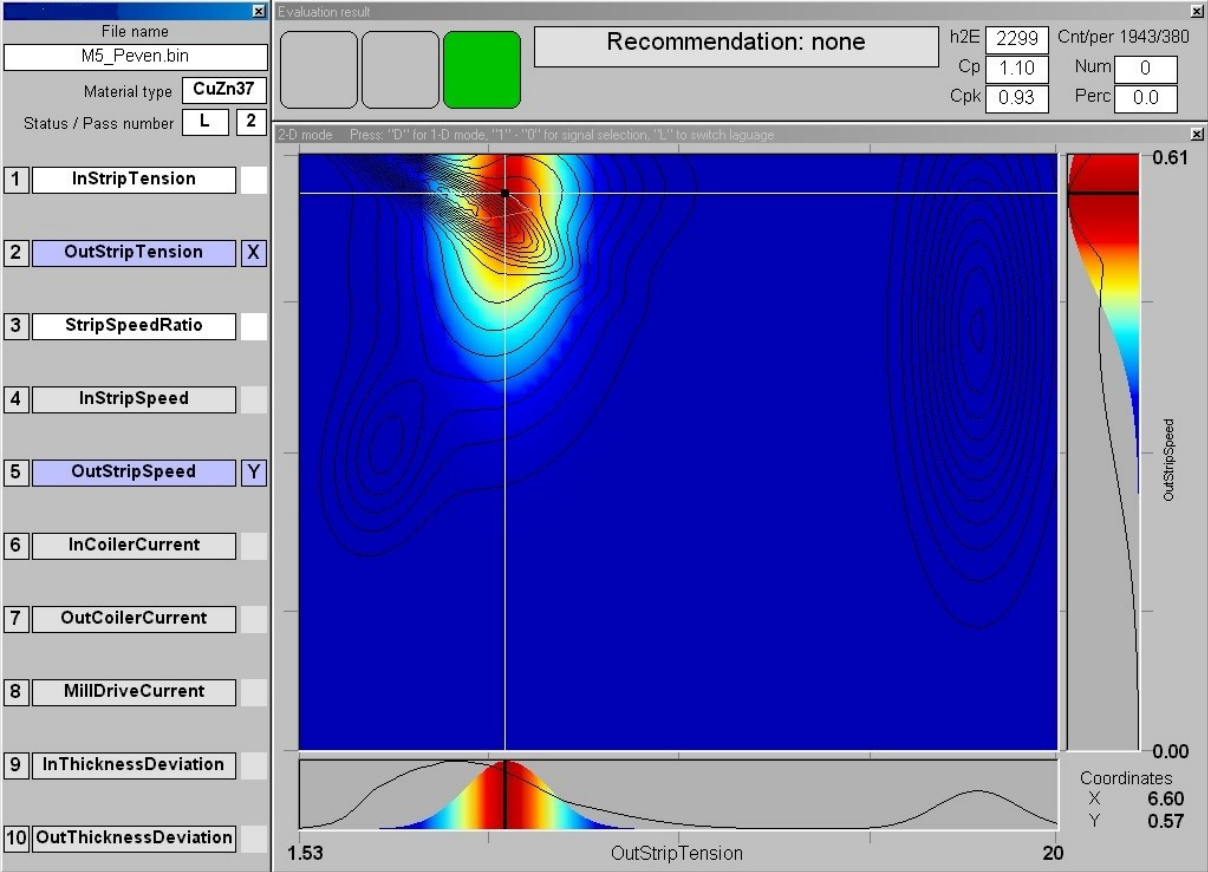 File name
M5_Peven.bin
Material type CuZn37
Status / Pass number L 2
1 InStripTension
2 OutStripTension X
3 StripSpeedRatio
4 InStripSpeed
5 OutStripSpeed Y
6 InCoilerCurrent
7 OutCoilerCurrent
8 MillDriveCurrent
9 InThicknessDeviation
10 OutThicknessDeviation
Evaluation result
Recommendation: none
h2E 2299 Cnt/per 1943/380
Cp 1.10 Num 0
Cpk 0.93 Perc 0.0
2-D mode Press: "D" for 1-D mode, "1" - "0" for signal selection, "L" to switch laguage
0.61
OutStripSpeed
0.00
1.53 OutStripTension 20
Coordinates
X 6.60
Y 0.57